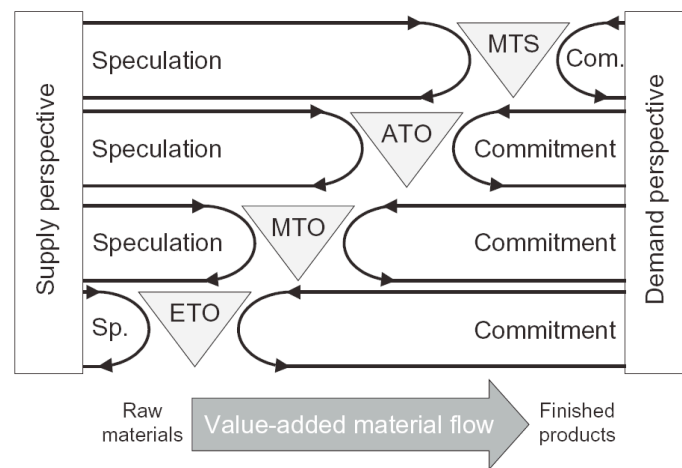 Supply perspective
Speculation
MTS
Com.
Speculation
ATO
Commitment
Speculation
MTO
Commitment
Sp.
ETO
Commitment
Demand perspective
Raw
materials
Value-added material flow
Finished
products